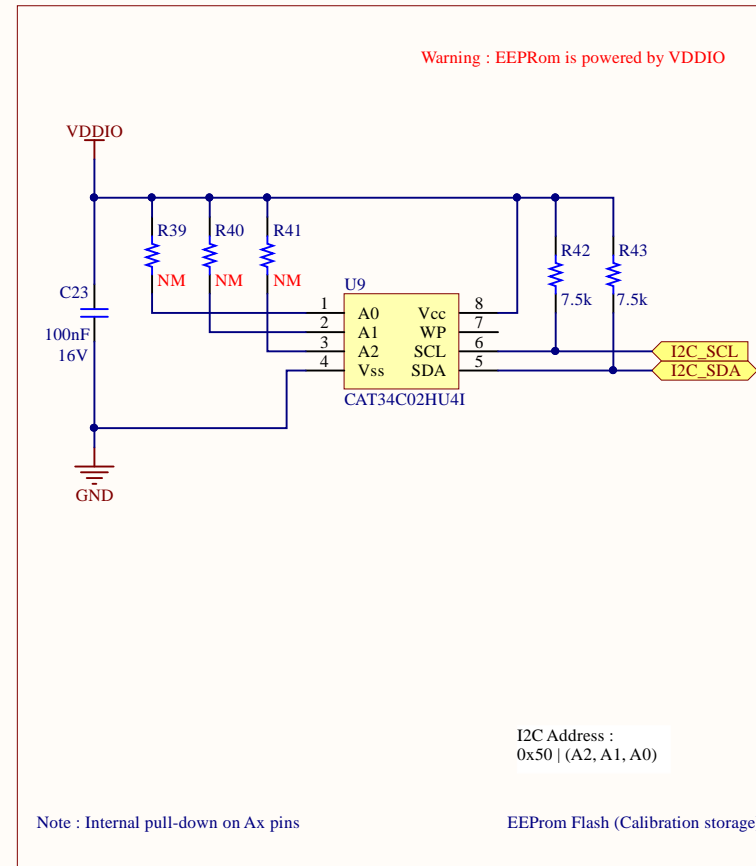 Warning : EEPRom is powered by VDDIO
VDDIO
R39
R40
R41
R42
R43
NM
NM
NM
7.5k
7.5k
C23
100nF
16V
U9
1
A0
Vcc
8
2
A1
WP
7
3
A2
SCL
6
4
Vss
SDA
5
CAT34C02HU4I
I2C_SCL
I2C_SDA
GND
I2C Address :
0x50 | (A2, A1, A0)
Note : Internal pull-down on Ax pins
EEProm Flash (Calibration storage